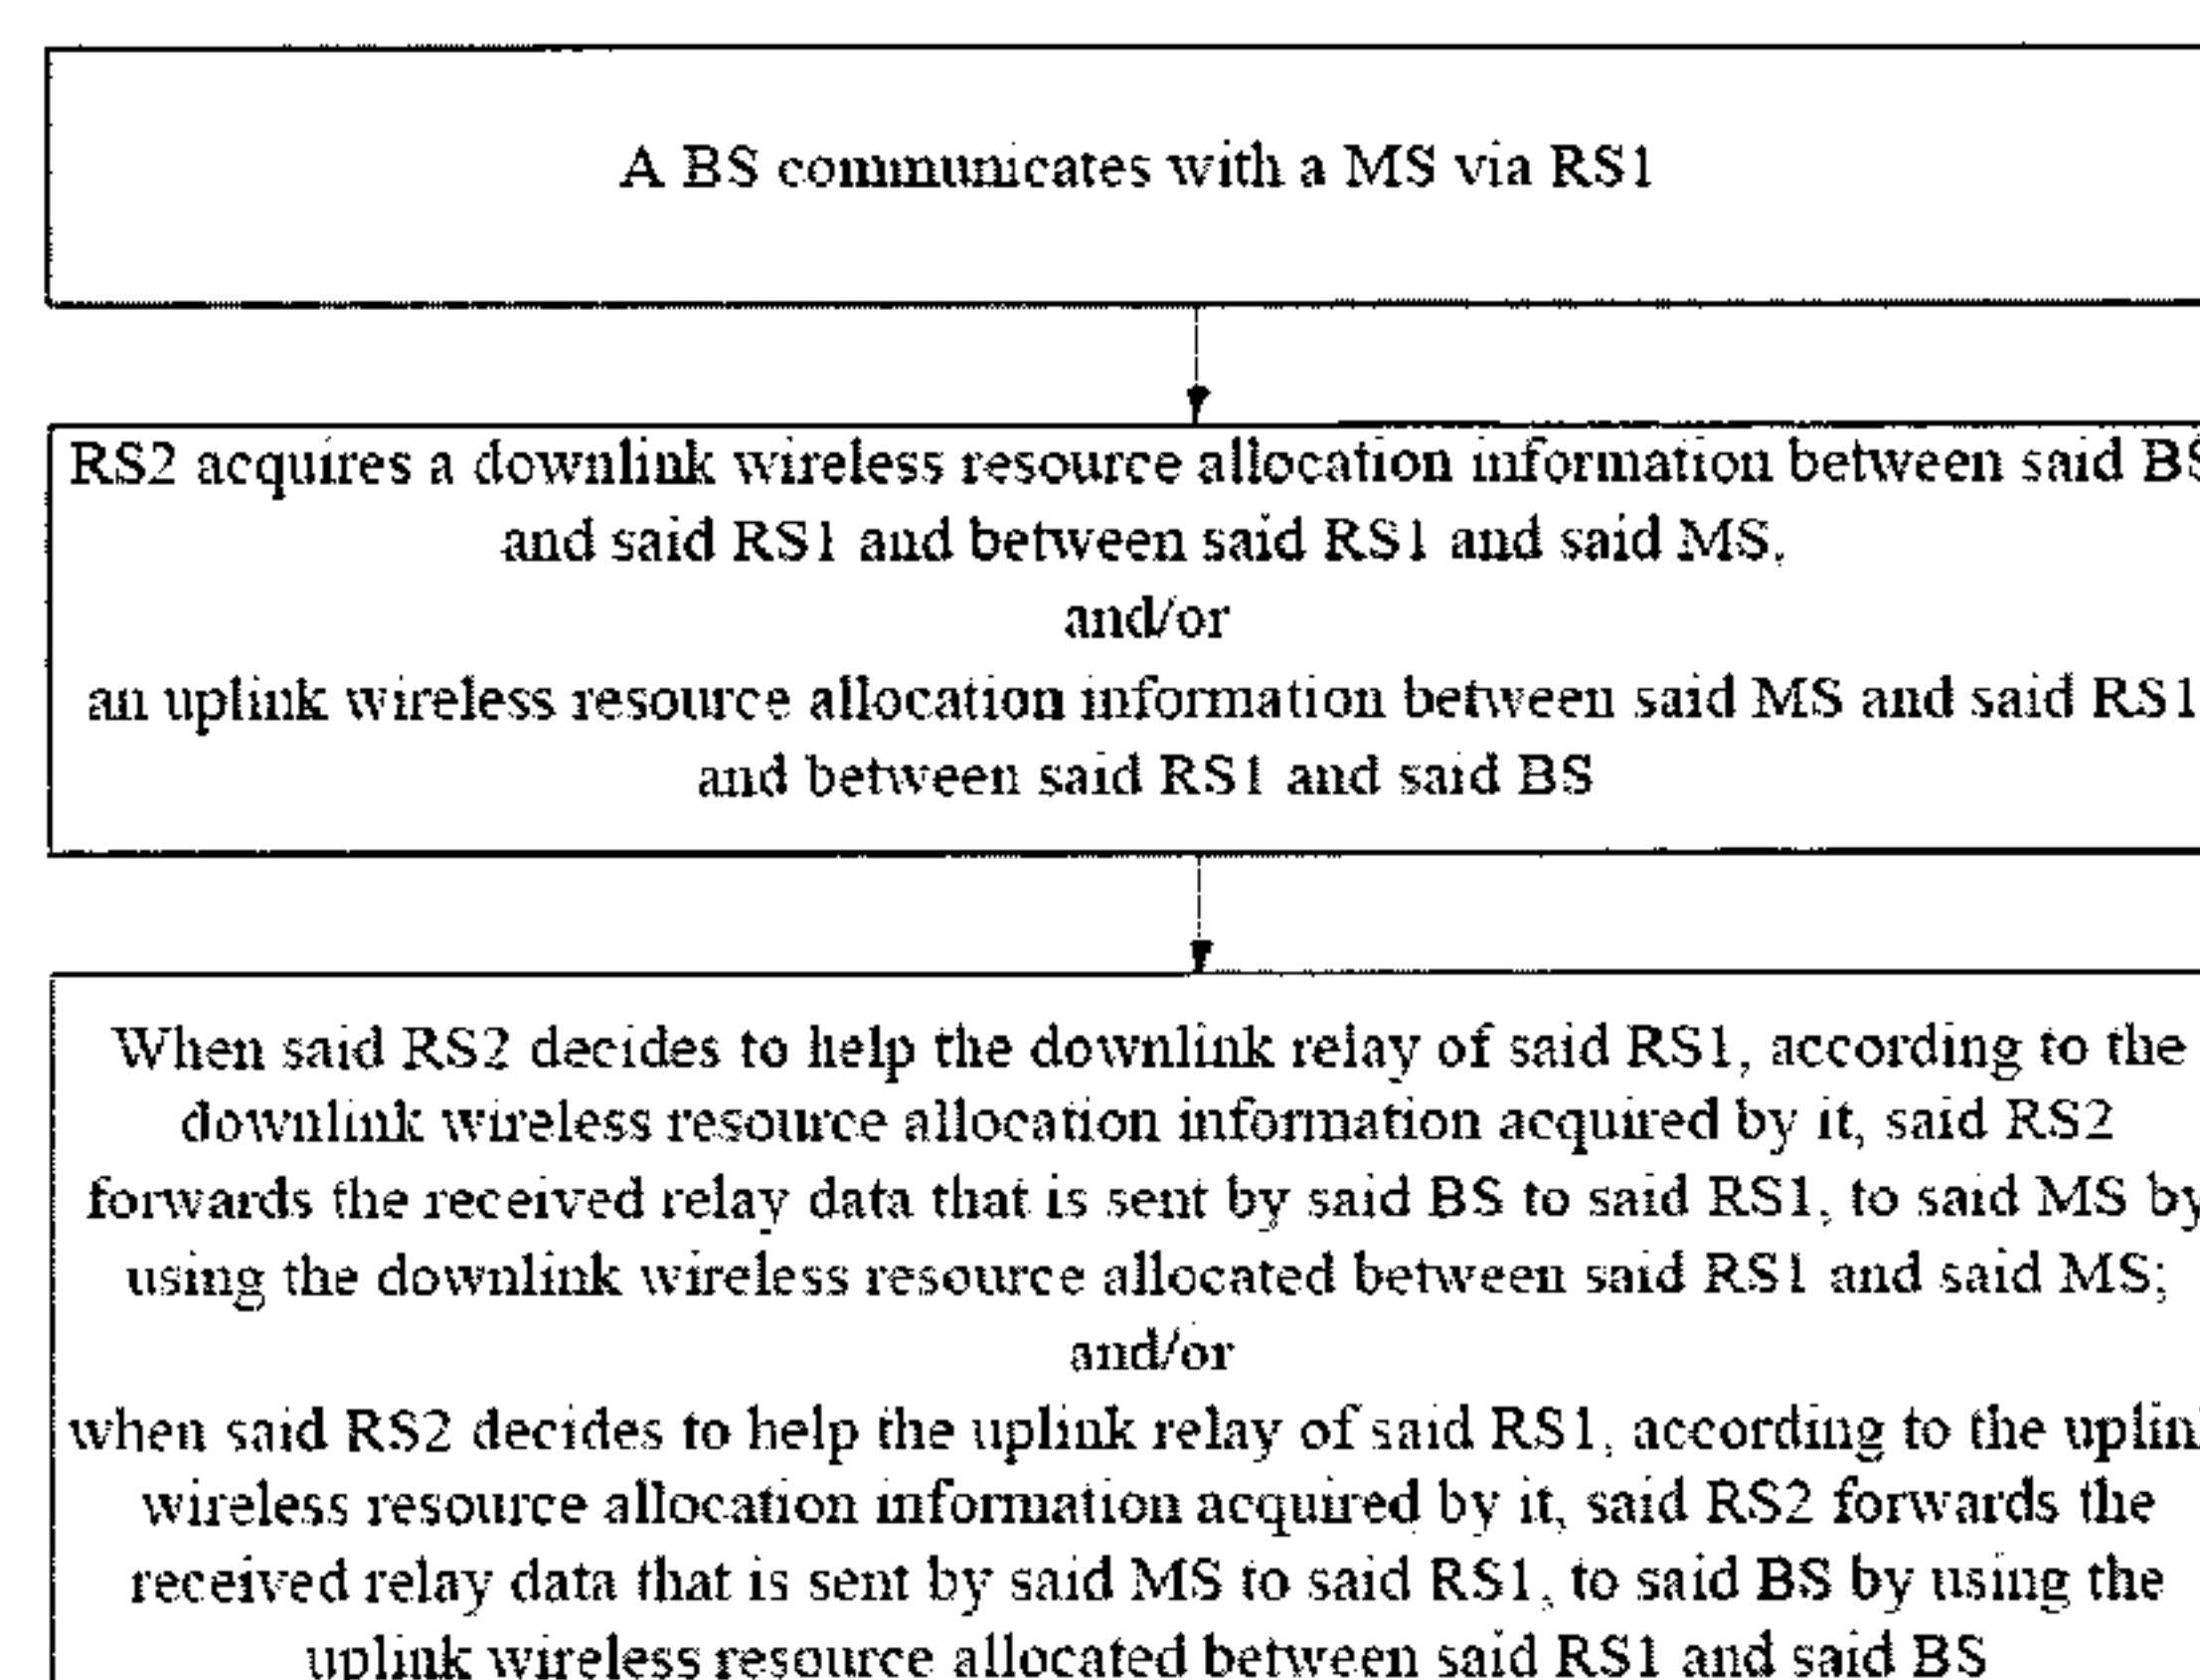 A BS communicates with a MS via RS1
RS2 acquires a downlink wireless resource allocation information between said BS
and said RS1 and between said RS1 and said MS,
and/or
an uplink wireless resource allocation information between said MS and said RS1
and between said RS1 and said BS
When said RS2 decides to help the downlink relay of said RS1, according to the
downlink wireless resource allocation information acquired by it, said RS2
forwards the received relay data that is sent by said BS to said RS1, to said MS by
using the downlink wireless resource allocated between said RS1 and said MS;
and/or
when said RS2 decides to help the uplink relay of said RS1, according to the uplink
wireless resource allocation information acquired by it, said RS2 forwards the
received relay data that is sent by said MS to said RS1, to said BS by using the
uplink wireless resource allocated between said RS1 and said BS